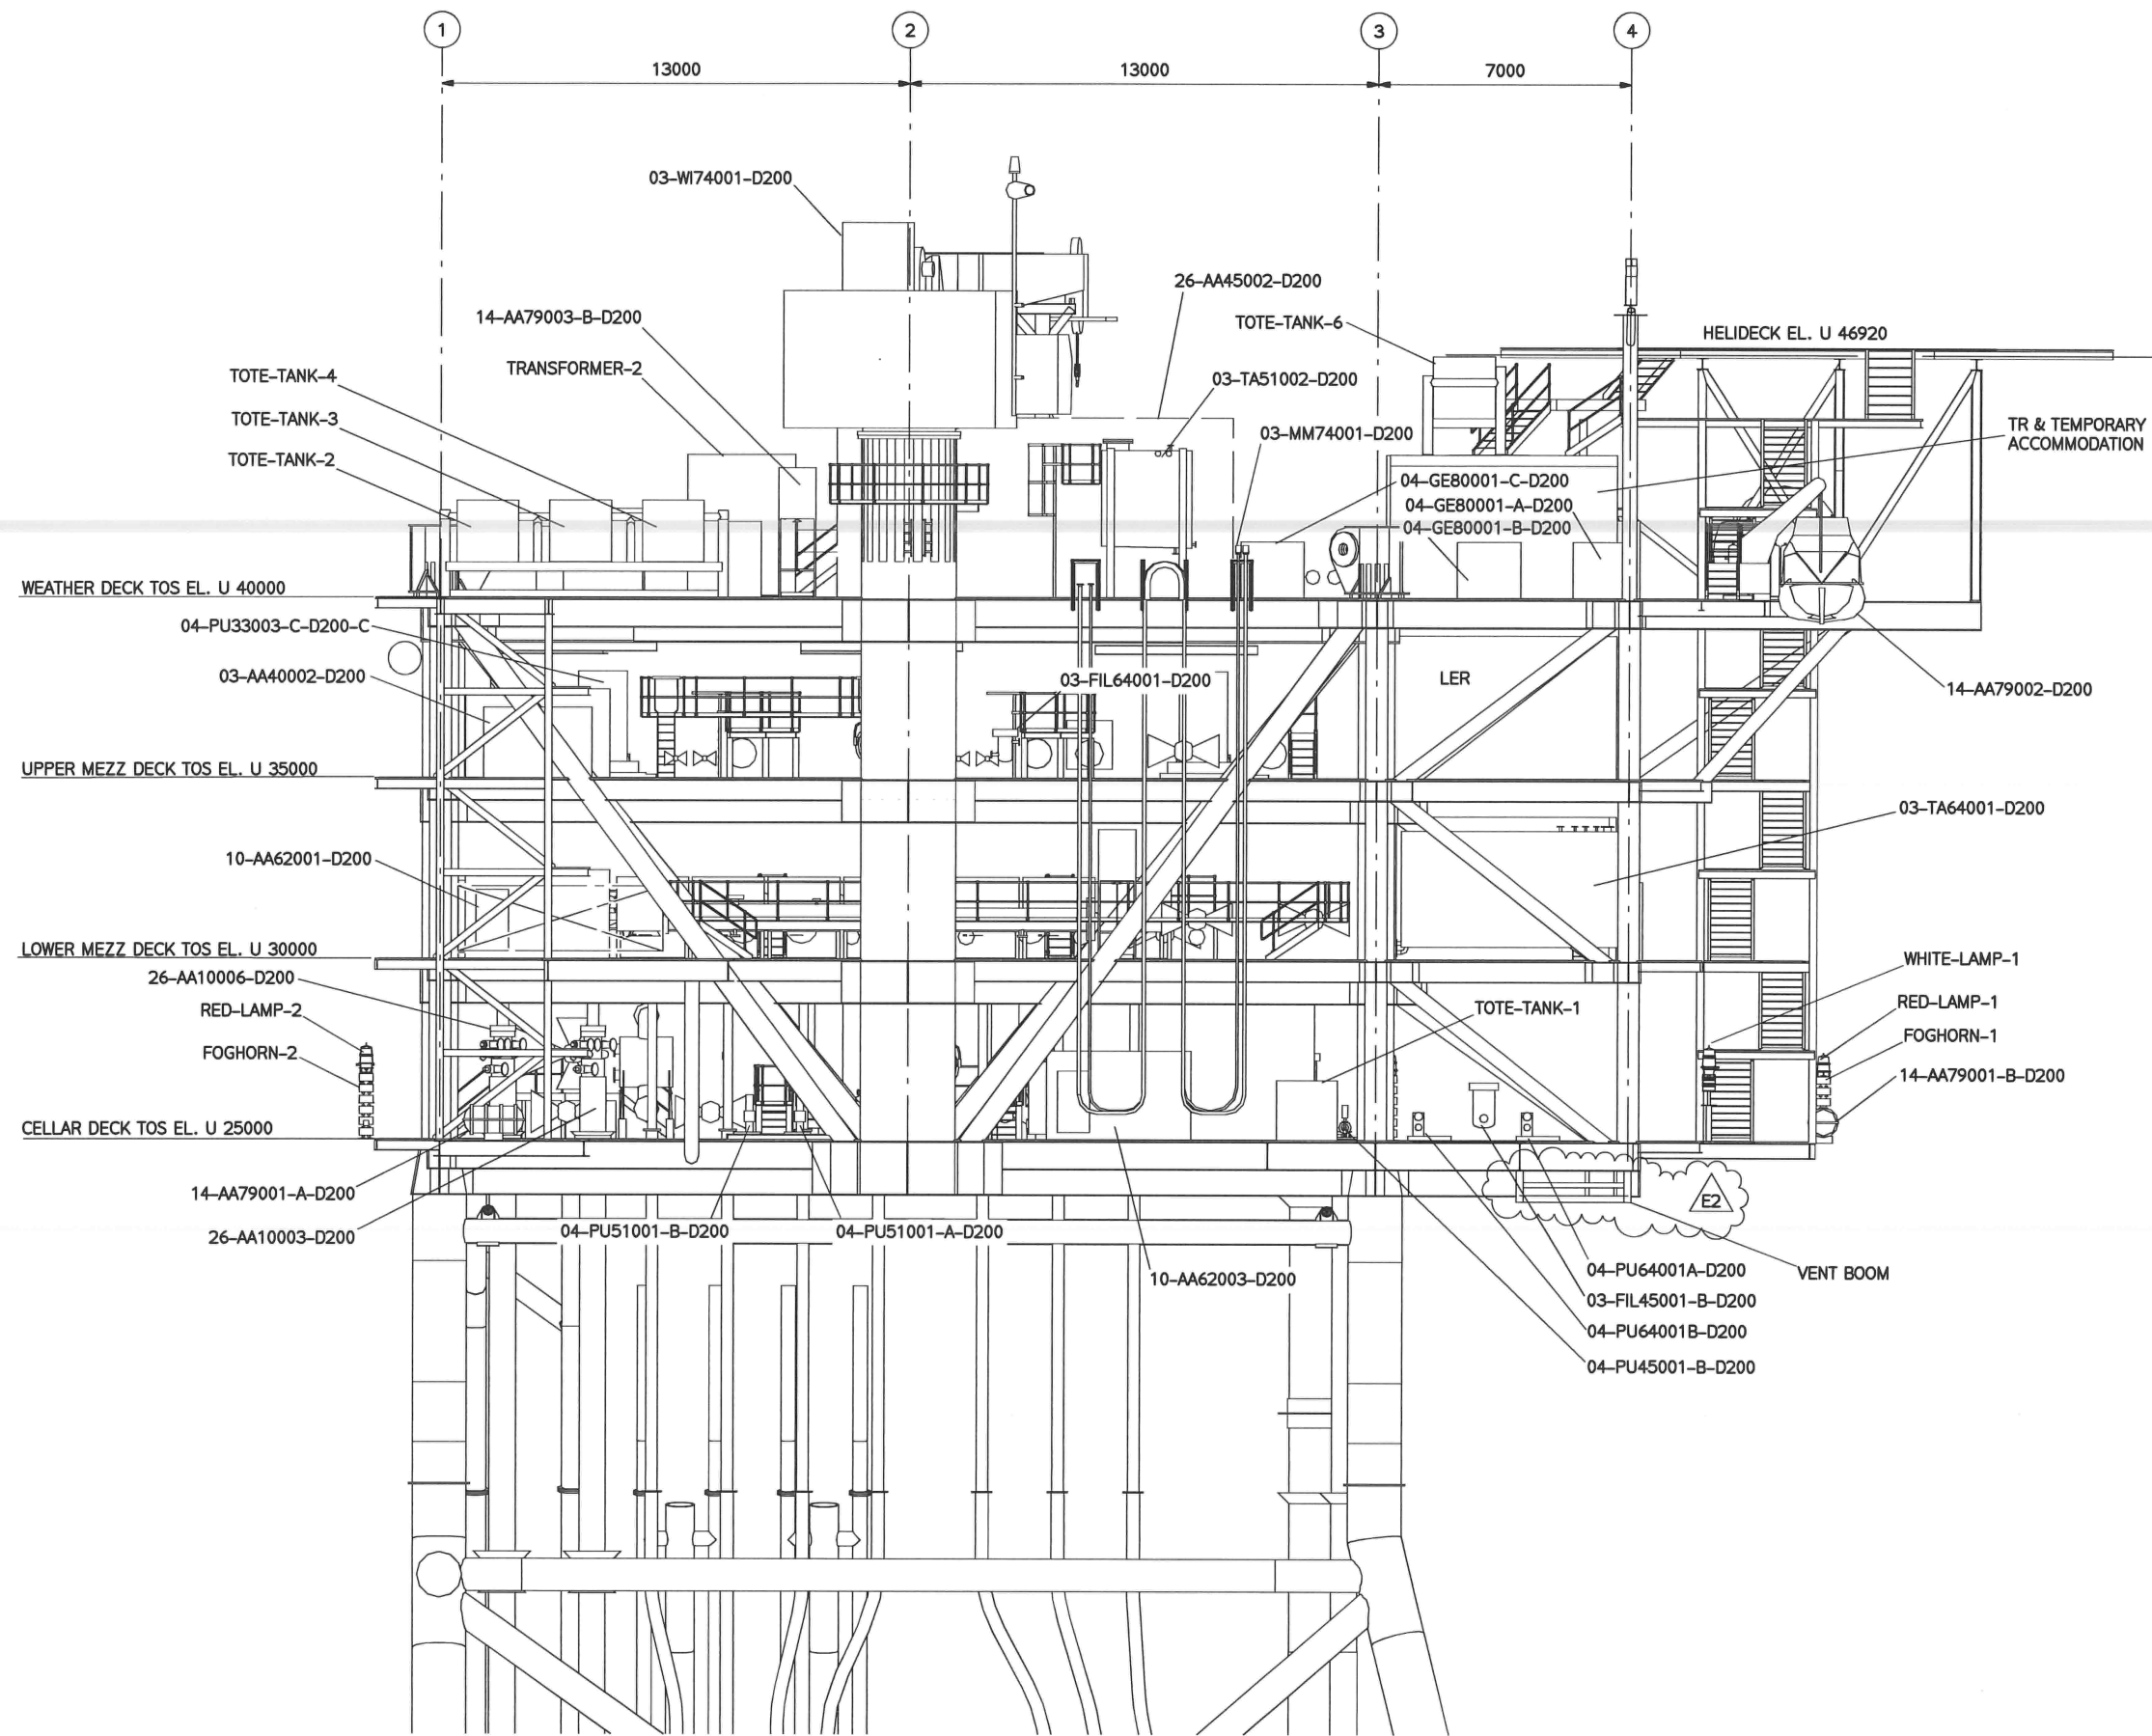 1
2
3
4
13000
13000
7000
03-WI74001-D200
26-AA45002-D200
14-AA79003-B-D200
TOTE-TANK-6
HELIDECK EL. U 46920
TRANSFORMER-2
TOTE-TANK-4
03-TA51002-D200
TOTE-TANK-3
03-MM74001-D200
TR & TEMPORARY
ACCOMMODATION
TOTE-TANK-2
04-GE80001-C-D200
04-GE80001-A-D200
04-GE80001-B-D200
WEATHER DECK TOS EL. U 40000
04-PU33003-C-D200-C
03-AA40002-D200
03-FIL64001-D200
LER
14-AA79002-D200
UPPER MEZZ DECK TOS EL. U 35000
03-TA64001-D200
10-AA62001-D200
LOWER MEZZ DECK TOS EL. U 30000
WHITE-LAMP-1
26-AA10006-D200
RED-LAMP-1
RED-LAMP-2
TOTE-TANK-1
FOGHORN-1
FOGHORN-2
14-AA79001-B-D200
CELLAR DECK TOS EL. U 25000
14-AA79001-A-D200
E2
26-AA10003-D200
04-PU51001-B-D200
04-PU51001-A-D200
10-AA62003-D200
04-PU64001A-D200
VENT BOOM
03-FIL45001-B-D200
04-PU64001B-D200
04-PU45001-B-D200